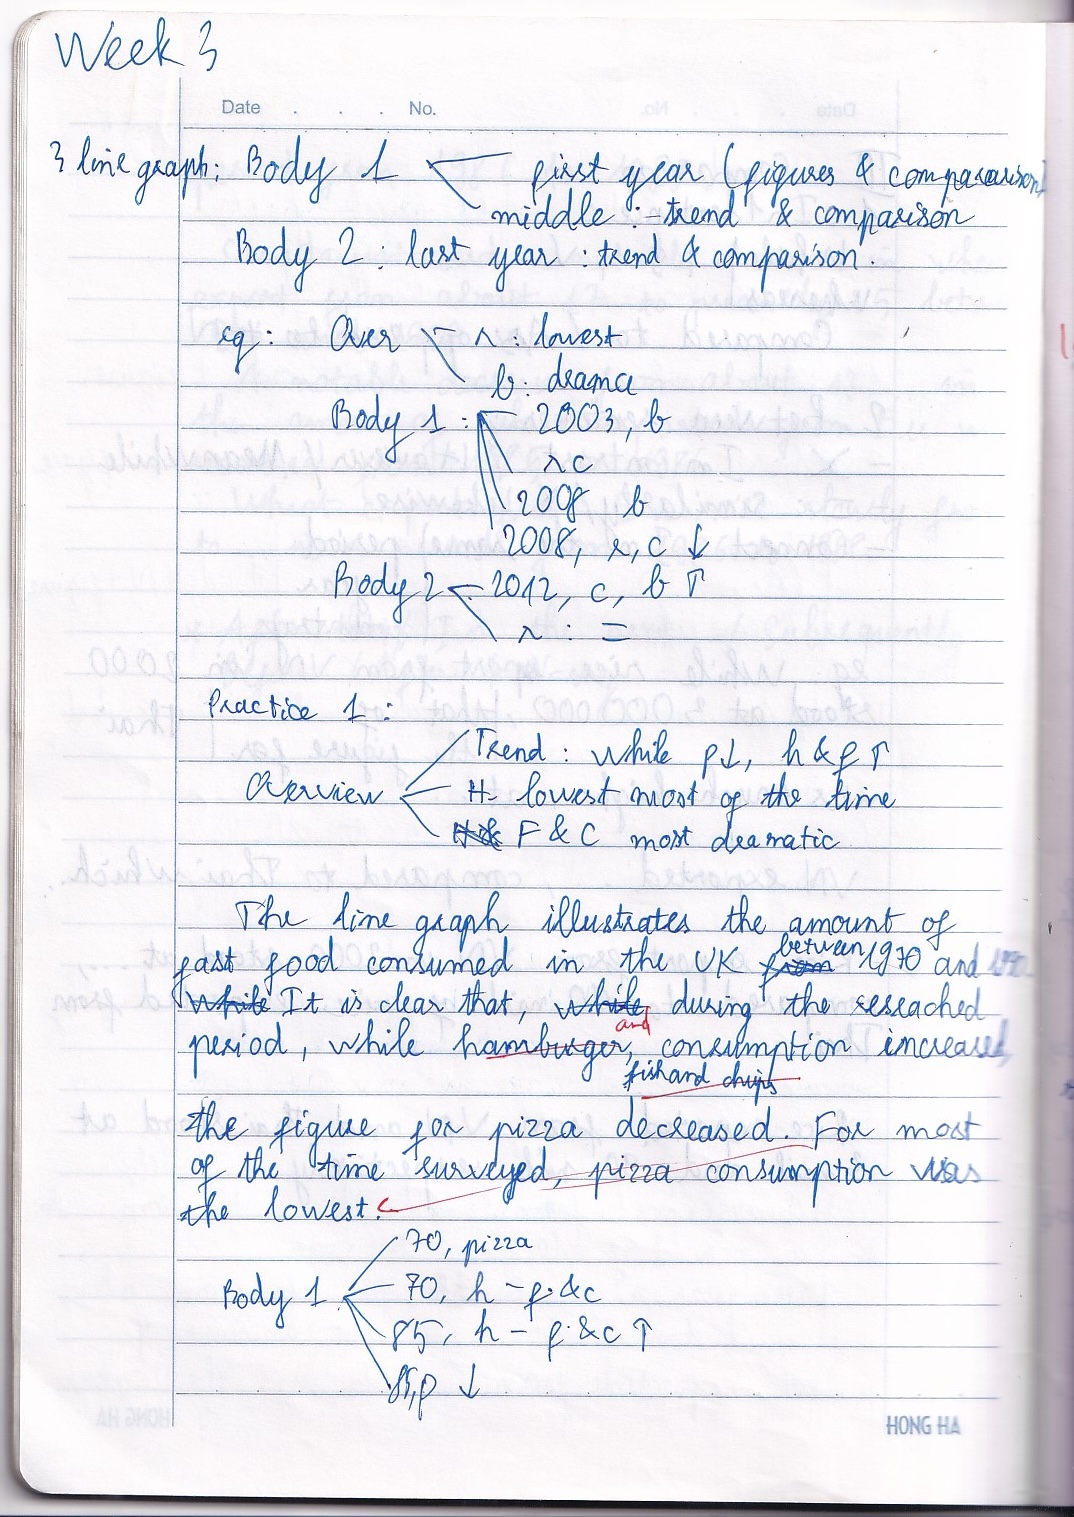 Week 3
Date . . . No.
3 line graph: Body 1 first year (figures & comparison)
middle : trend & comparison
Body 2 : last year : trend & comparison.
eg : Over r : lowest
b : drama
Body 1 : 2003, b
r c
2008 b
2008, r, c ↓
Body 2 2012, c, b ↑
r : =
Practice 1 :
Trend : while p↓, h & f ↑
Overview H lowest most of the time
F & C most dramatic
The line graph illustrates the amount of
between
fast food consumed in the UK from 1970 and 1990
While It is clear that, while during the reseached
and
period, while hamburger, consumption increased,
fish and chips
the figure for pizza decreased. For most
of the time surveyed, pizza consumption was
the lowest.
70, pizza
Body 1 70, h - f &c
85, h - f &c ↑
85, p ↓
HONG HA